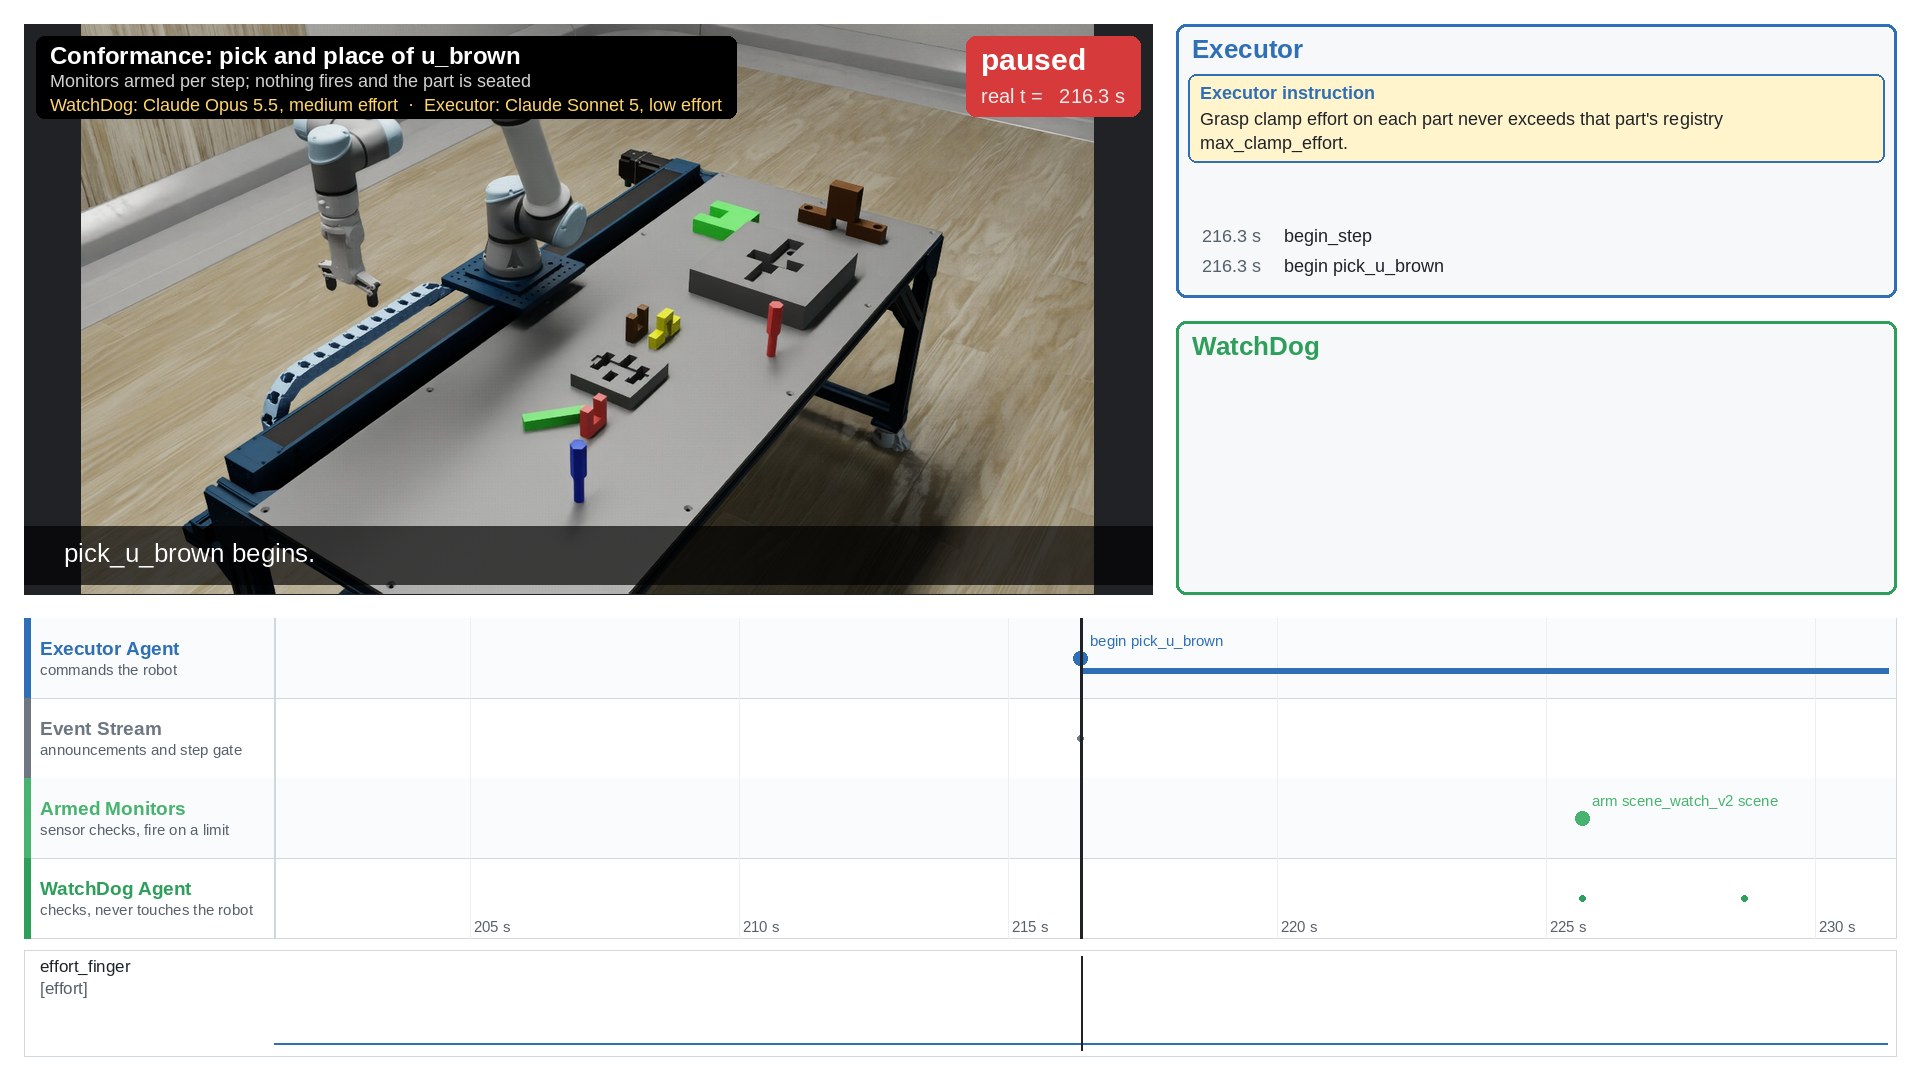 Conformance: pick and place of u_brown
Monitors armed per step; nothing fires and the part is seated
WatchDog: Claude Opus 5.5, medium effort · Executor: Claude Sonnet 5, low effort
paused
real t = 216.3 s
pick_u_brown begins.
Executor
Executor instruction
Grasp clamp effort on each part never exceeds that part's registry
max_clamp_effort.
216.3 s begin_step
216.3 s begin pick_u_brown
WatchDog
Executor Agent
commands the robot
begin pick_u_brown
Event Stream
announcements and step gate
Armed Monitors
sensor checks, fire on a limit
arm scene_watch_v2 scene
WatchDog Agent
checks, never touches the robot
205 s
210 s
215 s
220 s
225 s
230 s
effort_finger
[effort]